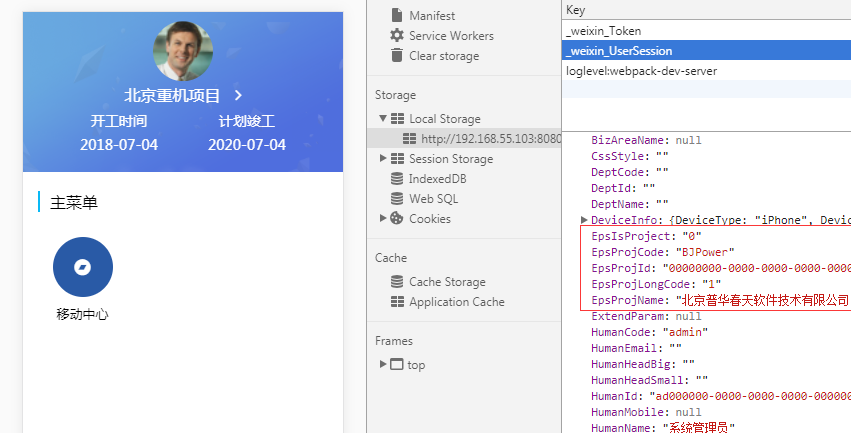 北京重机项目
开工时间 计划竣工
2018-07-04 2020-07-04
主菜单
移动中心
Manifest
Service Workers
Clear storage
Storage
Local Storage
http://192.168.55.103:8080
Session Storage
IndexedDB
Web SQL
Cookies
Cache
Cache Storage
Application Cache
Frames
top
Key
_weixin_Token
_weixin_UserSession
loglevel:webpack-dev-server
BizAreaName: null
CssStyle: ""
DeptCode: ""
DeptId: ""
DeptName: ""
DeviceInfo: {DeviceType: "iPhone", Devic
EpsIsProject: "0"
EpsProjCode: "BJPower"
EpsProjId: "00000000-0000-0000-0000-0000
EpsProjLongCode: "1"
EpsProjName: "北京普华春天软件技术有限公司
ExtendParam: null
HumanCode: "admin"
HumanEmail: ""
HumanHeadBig: ""
HumanHeadSmall: ""
HumanId: "ad000000-0000-0000-0000-000000
HumanMobile: null
HumanName: "系统管理员"